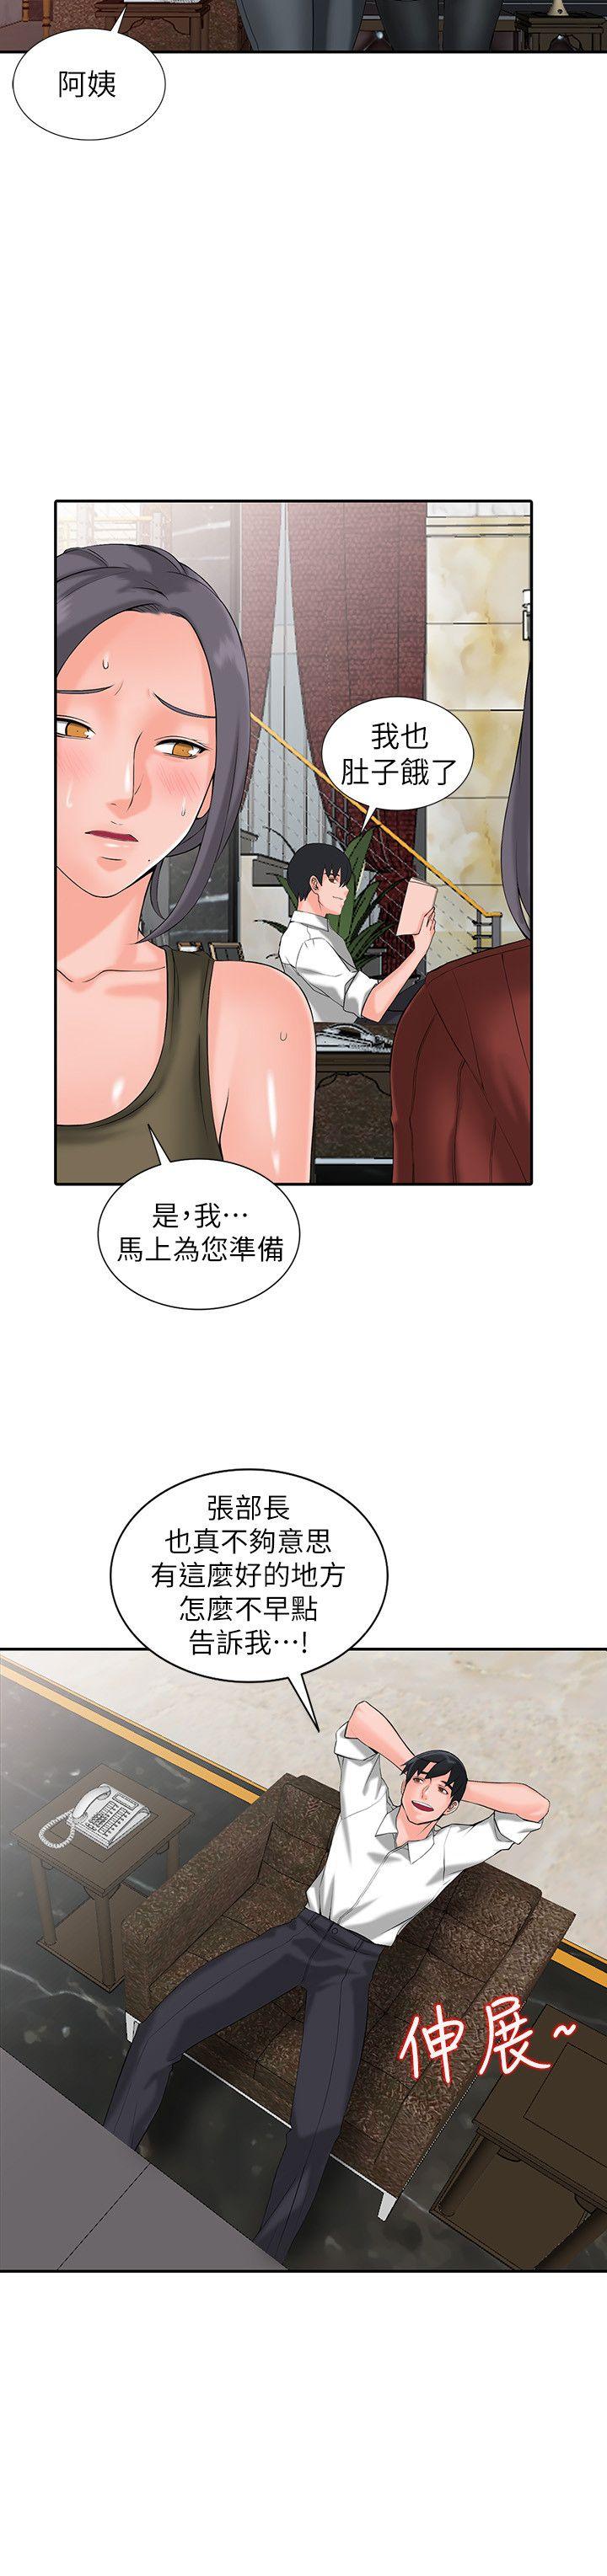 阿姨
我也
肚子餓了
是,我…
馬上為您準備
張部長
也真不夠意思
有這麼好的地方
怎麼不早點
告訴我…!
伸展~